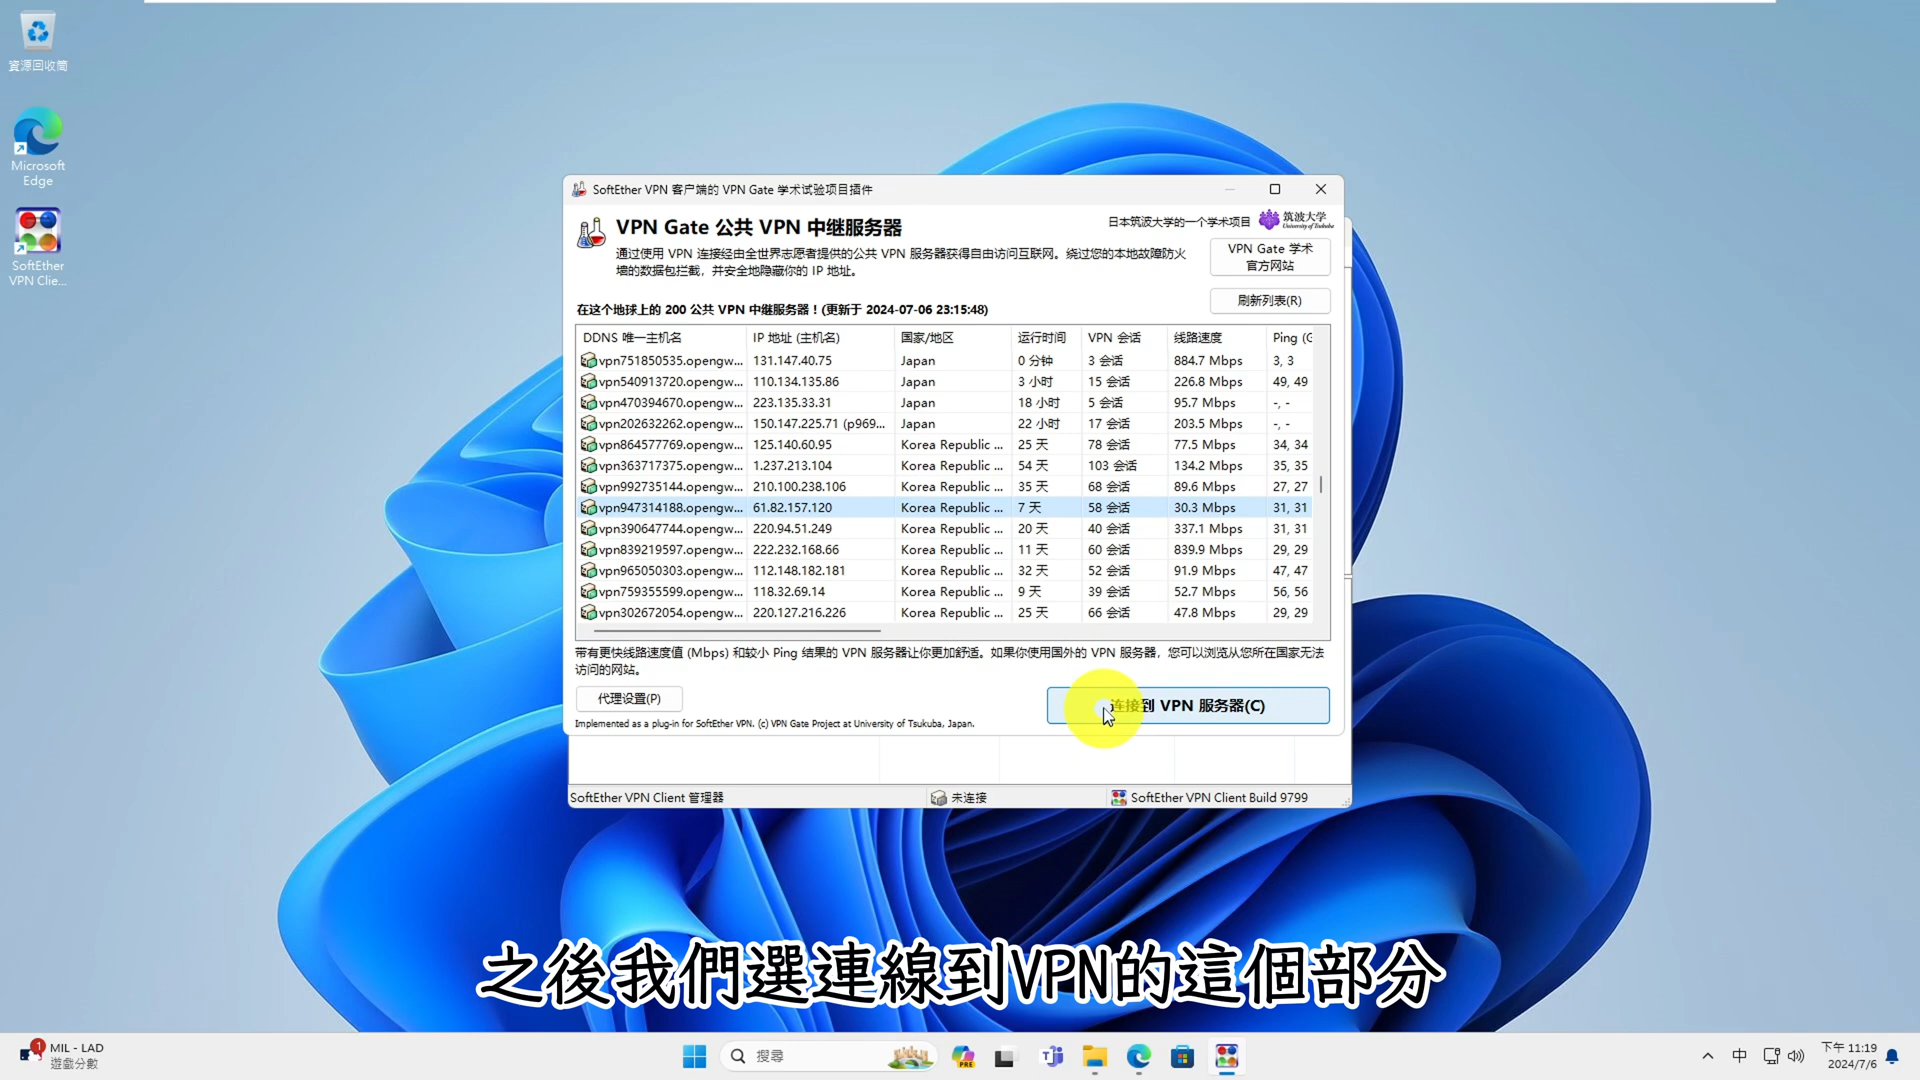 資源回收筒
Microsoft
Edge
SoftEther
VPN Clie...
SoftEther VPN 客户端的 VPN Gate 学术试验项目插件
VPN Gate 公共 VPN 中继服务器
日本筑波大学的一个学术项目
筑波大学
University of Tsukuba
通过使用 VPN 连接经由全世界志愿者提供的公共 VPN 服务器获得自由访问互联网。绕过您的本地故障防火
墙的数据包拦截，并安全地隐藏你的 IP 地址。
VPN Gate 学术
官方网站
刷新列表(R)
在这个地球上的 200 公共 VPN 中继服务器！(更新于 2024-07-06 23:15:48)
DDNS 唯一主机名 IP 地址 (主机名) 国家/地区 运行时间 VPN 会话 线路速度 Ping (G
vpn751850535.opengw... 131.147.40.75 Japan 0 分钟 3 会话 884.7 Mbps 3, 3
vpn540913720.opengw... 110.134.135.86 Japan 3 小时 15 会话 226.8 Mbps 49, 49
vpn470394670.opengw... 223.135.33.31 Japan 18 小时 5 会话 95.7 Mbps -, -
vpn202632262.opengw... 150.147.225.71 (p969... Japan 22 小时 17 会话 203.5 Mbps -, -
vpn864577769.opengw... 125.140.60.95 Korea Republic ... 25 天 78 会话 77.5 Mbps 34, 34
vpn363717375.opengw... 1.237.213.104 Korea Republic ... 54 天 103 会话 134.2 Mbps 35, 35
vpn992735144.opengw... 210.100.238.106 Korea Republic ... 35 天 68 会话 89.6 Mbps 27, 27
vpn947314188.opengw... 61.82.157.120 Korea Republic ... 7 天 58 会话 30.3 Mbps 31, 31
vpn390647744.opengw... 220.94.51.249 Korea Republic ... 20 天 40 会话 337.1 Mbps 31, 31
vpn839219597.opengw... 222.232.168.66 Korea Republic ... 11 天 60 会话 839.9 Mbps 29, 29
vpn965050303.opengw... 112.148.182.181 Korea Republic ... 32 天 52 会话 91.9 Mbps 47, 47
vpn759355599.opengw... 118.32.69.14 Korea Republic ... 9 天 39 会话 52.7 Mbps 56, 56
vpn302672054.opengw... 220.127.216.226 Korea Republic ... 25 天 66 会话 47.8 Mbps 29, 29
带有更快线路速度值 (Mbps) 和较小 Ping 结果的 VPN 服务器让你更加舒适。如果你使用国外的 VPN 服务器，您可以浏览从您所在国家无法
访问的网站。
代理设置(P)
连接到 VPN 服务器(C)
Implemented as a plug-in for SoftEther VPN. (c) VPN Gate Project at University of Tsukuba, Japan.
SoftEther VPN Client 管理器
未连接
SoftEther VPN Client Build 9799
之後我們選連線到VPN的這個部分
1
MIL - LAD
遊戲分數
搜尋
PRE
中
下午 11:19
2024/7/6